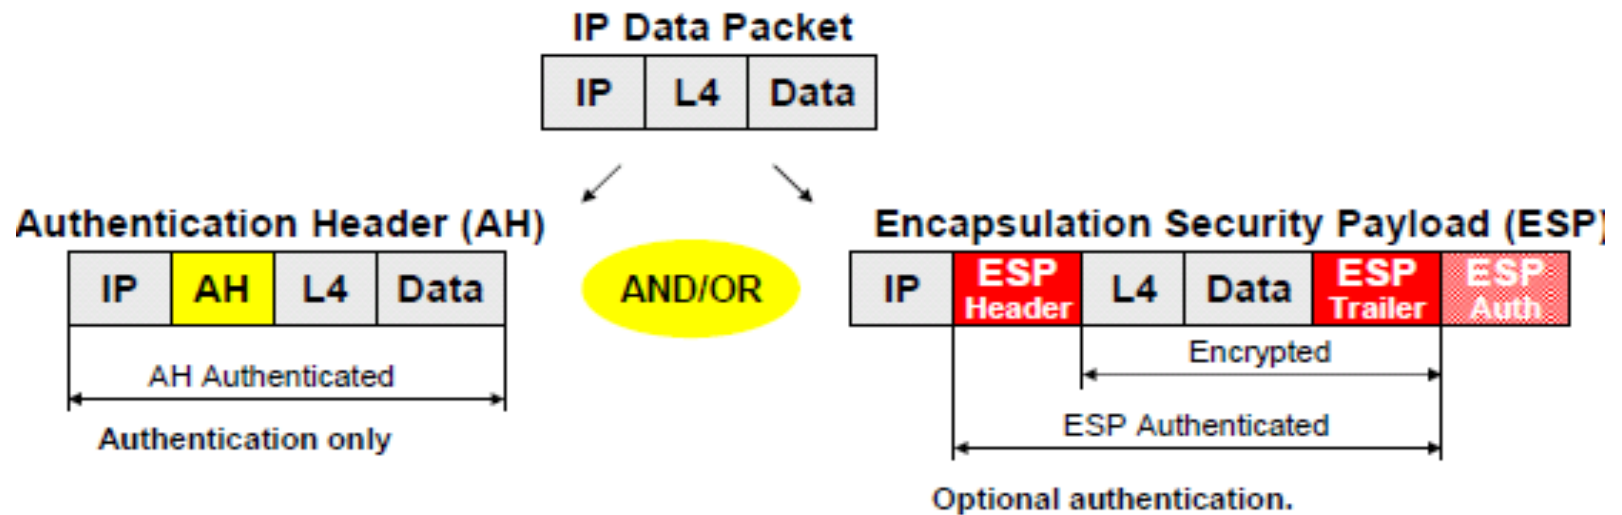 IP Data Packet
IP L4 Data
Authentication Header (AH)
IP AH L4 Data
AH Authenticated
Authentication only
AND/OR
Encapsulation Security Payload (ESP)
IP ESP Header L4 Data ESP Trailer ESP Auth
Encrypted
ESP Authenticated
Optional authentication.